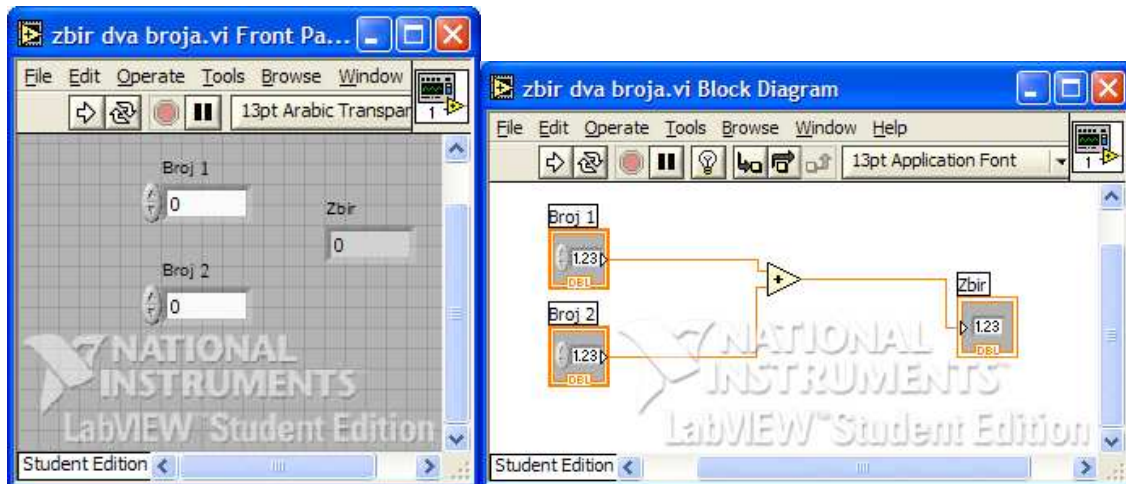 zbir dva broja.vi Front Pa...
File Edit Operate Tools Browse Window
13pt Arabic Transpar
1
Broj 1
0
Zbir
0
Broj 2
0
NATIONAL
INSTRUMENTS
LabVIEW™ Student Edition
Student Edition
zbir dva broja.vi Block Diagram
File Edit Operate Tools Browse Window Help
13pt Application Font
1
Broj 1
1.23
DBL
Zbir
1.23
DBL
Broj 2
1.23
DBL
NATIONAL
INSTRUMENTS
LabVIEW™ Student Edition
Student Edition